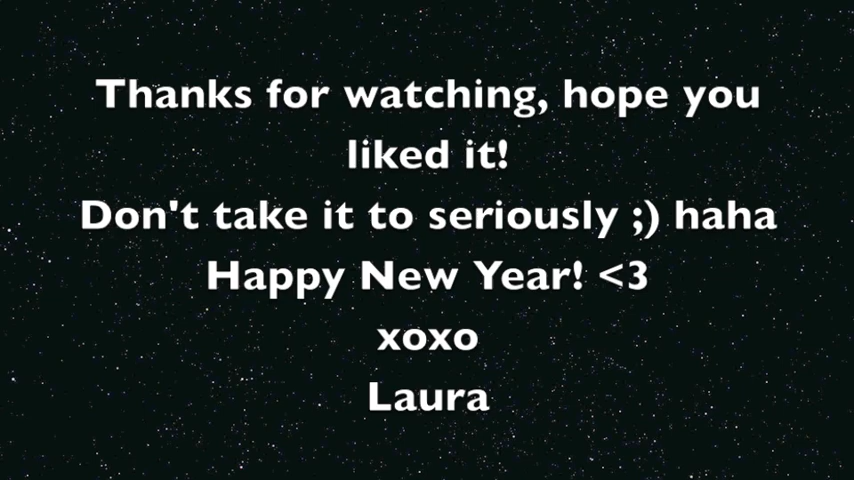 Thanks for watching, hope you
liked it!
Don't take it to seriously ;) haha
Happy New Year! <3
xoxo
Laura